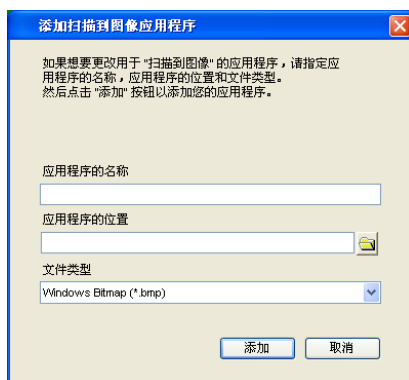 添加扫描到图像应用程序
如果想要更改用于 "扫描到图像" 的应用程序，请指定应
用程序的名称，应用程序的位置和文件类型。
然后点击 "添加" 按钮以添加您的应用程序。
应用程序的名称
应用程序的位置
文件类型
Windows Bitmap (*.bmp)
添加 取消